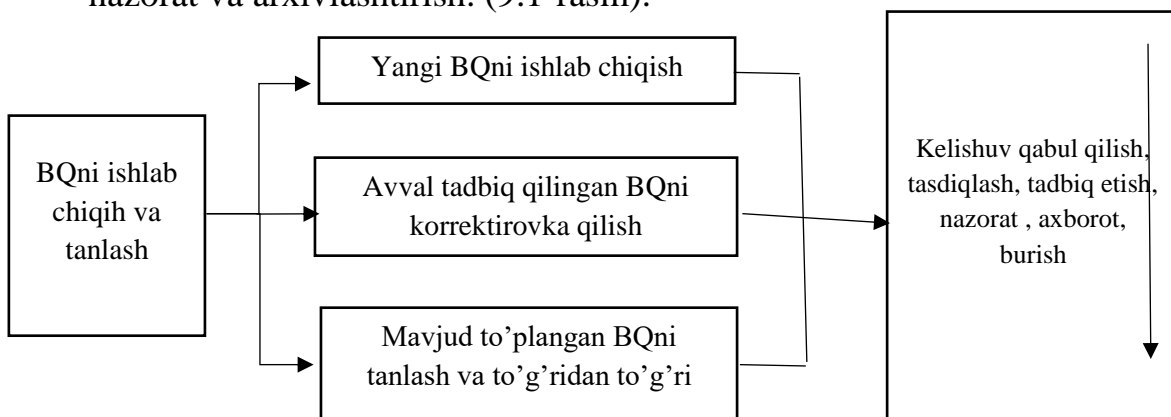 nazorat va arxivlashtirish. (9.1 rasm).
Yangi BQni ishlab chiqish
BQni ishlab
chiqih va
tanlash
Avval tadbiq qilingan BQni
korrektirovka qilish
Mavjud to’plangan BQni
tanlash va to’g’ridan to’g’ri
Kelishuv qabul qilish,
tasdiqlash, tadbiq etish,
nazorat , axborot,
burish